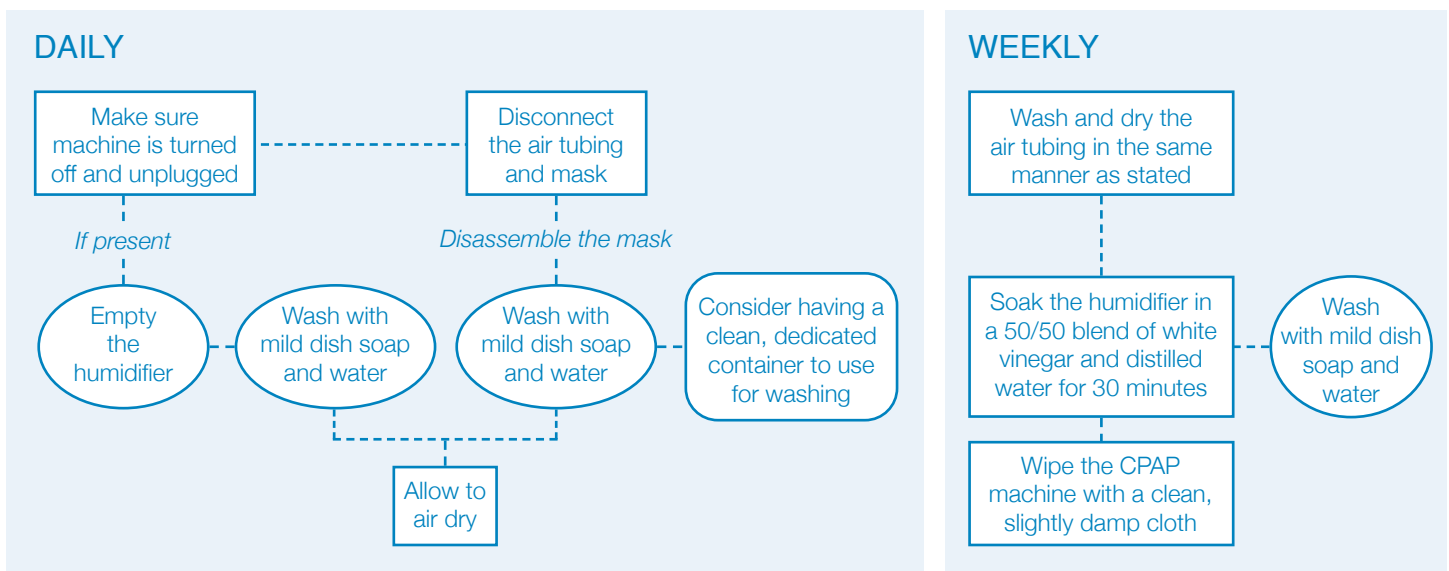 DAILY
Make sure
machine is turned
off and unplugged
Disconnect
the air tubing
and mask
If present
Disassemble the mask
Empty
the
humidifier
Wash with
mild dish soap
and water
Wash with
mild dish soap
and water
Consider having a
clean, dedicated
container to use
for washing
Allow to
air dry
WEEKLY
Wash and dry the
air tubing in the same
manner as stated
Soak the humidifier in
a 50/50 blend of white
vinegar and distilled
water for 30 minutes
Wash
with mild dish
soap and
water
Wipe the CPAP
machine with a clean,
slightly damp cloth